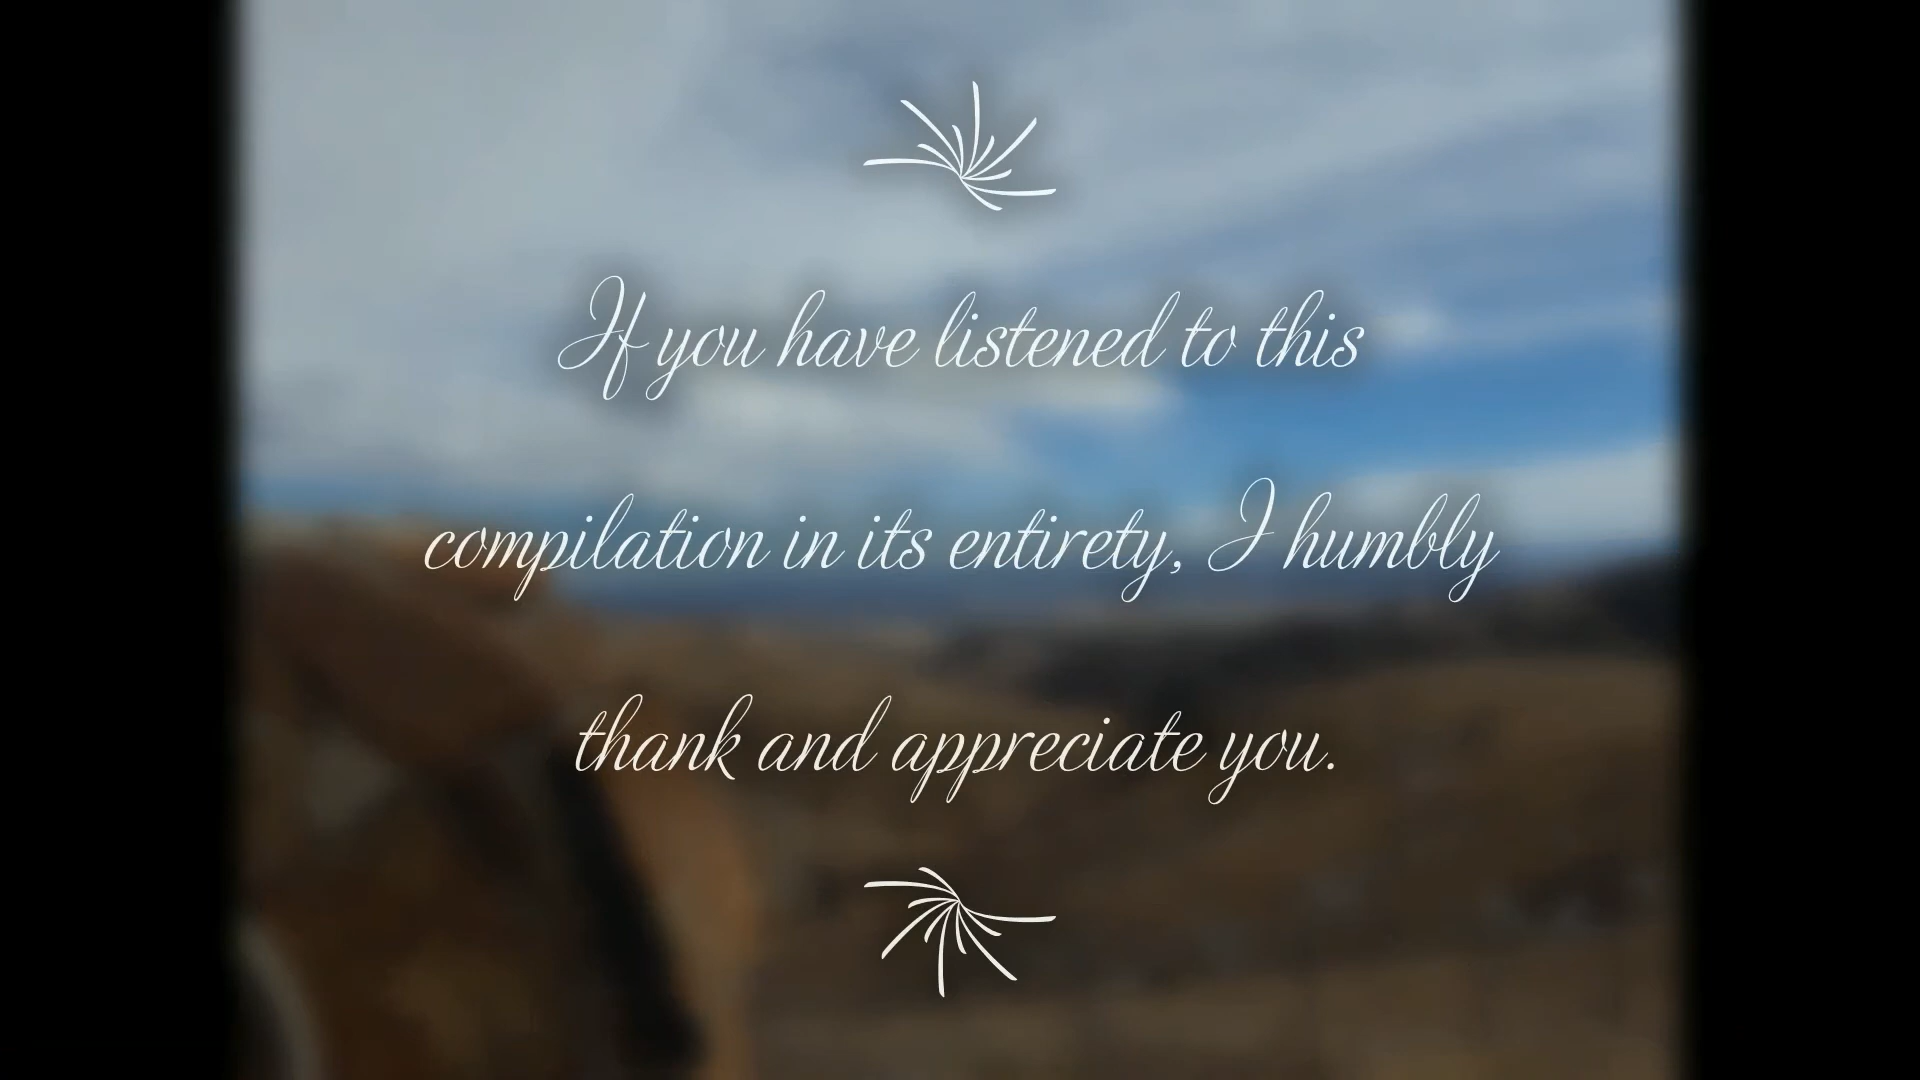 If you have listened to this
compilation in its entirety, I humbly
thank and appreciate you.